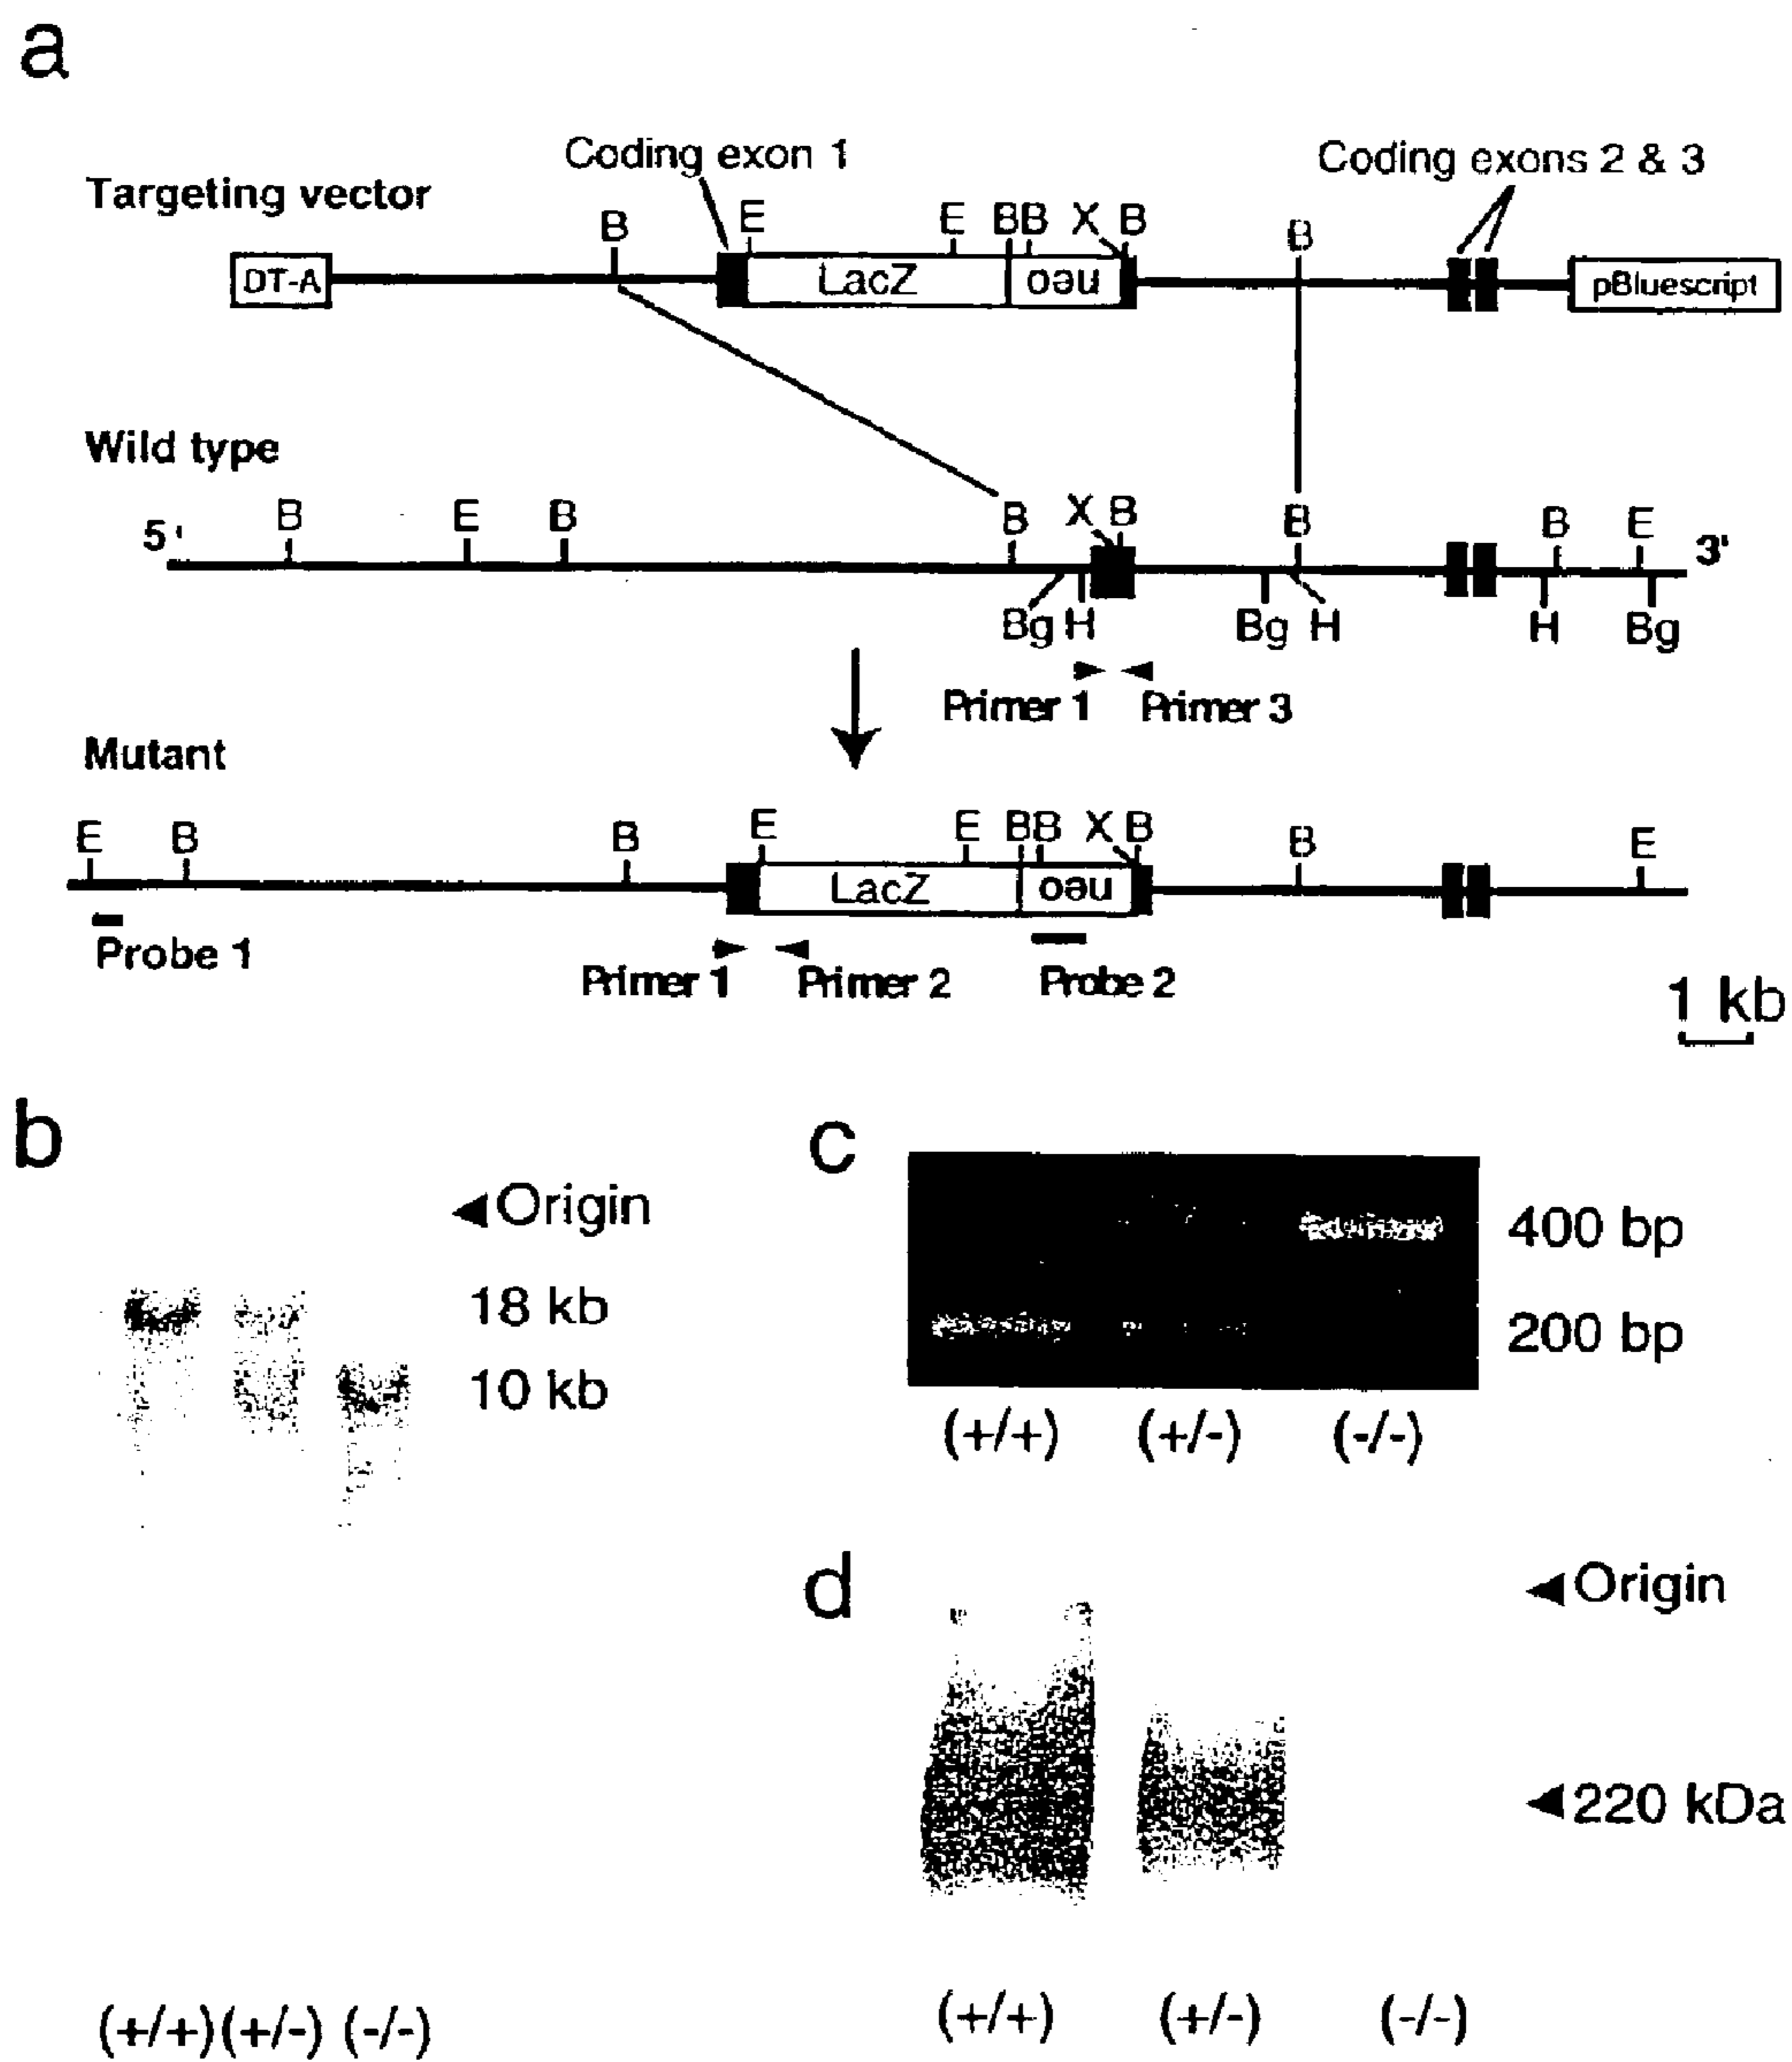 a
Coding exon 1
Coding exons 2 & 3
Targeting vector
B E E BB X B B
DT-A LacZ neo pBluescript
Wild type
5' B E B B X B B B E 3'
Bg H Bg H H Bg
Primer 1 Primer 3
Mutant
E B B E E BB X B B E
LacZ neo
Probe 1 Primer 1 Primer 2 Probe 2
1 kb
b
Origin
18 kb
10 kb
(+/+) (+/-) (-/-)
c
400 bp
200 bp
(+/+) (+/-) (-/-)
d
Origin
220 kDa
(+/+) (+/-) (-/-)